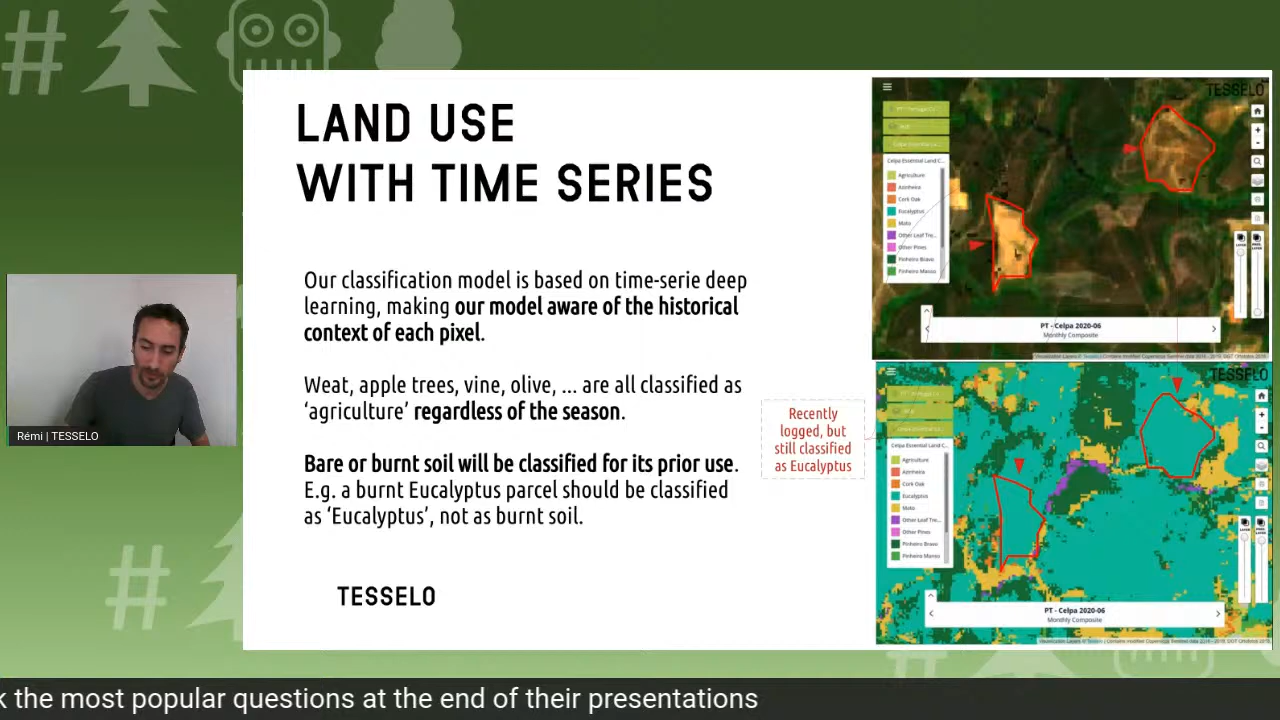 LAND USE
WITH TIME SERIES
Our classification model is based on time-serie deep
learning, making our model aware of the historical
context of each pixel.
Weat, apple trees, vine, olive, ... are all classified as
‘agriculture’ regardless of the season.
Bare or burnt soil will be classified for its prior use.
E.g. a burnt Eucalyptus parcel should be classified
as ‘Eucalyptus’, not as burnt soil.
TESSELO
Recently
logged, but
still classified
as Eucalyptus
TESSELO
Celpa Essential Land C...
Agriculture
Azinheira
Cork Oak
Eucalyptus
Mato
Other Leaf Tre...
Other Pines
Pinheiro Bravo
Pinheiro Manso
PT - Celpa 2020-06
Monthly Composite
TESSELO
Celpa Essential Land C...
Agriculture
Azinheira
Cork Oak
Eucalyptus
Mato
Other Leaf Tre...
Other Pines
Pinheiro Bravo
Pinheiro Manso
PT - Celpa 2020-06
Monthly Composite
Rémi | TESSELO
k the most popular questions at the end of their presentations